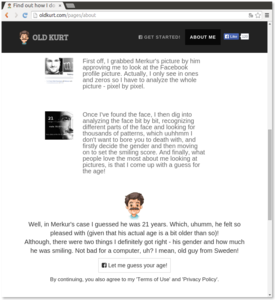 Find out how I do
oldkurt.com/pages/about
OLD KURT
GET STARTED!
ABOUT ME
Like
First off, I grabbed Merkur's picture by him
approving me to look at the Facebook
profile picture. Actually, I only see in ones
and zeros so I have to analyze the whole
picture - pixel by pixel.
21
Once I've found the face, I then dig into
analyzing the face bit by bit, recognizing
different parts of the face and looking for
thousands of patterns, which uuhhmm I
don't want to bore you to death with, and
firstly decide the gender and then moving
on to set the smiling score. And finally, what
people love the most about me looking at
pictures, is that I come up with a guess for
the age!
Well, in Merkur's case I guessed he was 21 years. Which, uhumm, he felt so
pleased with (given that his actual age is a bit older than so)!
Although, there were two things I definitely got right - his gender and how much
he was smiling. Not bad for a computer, uh? I mean, old guy from Sweden!
Let me guess your age!
By continuing, you also agree to my 'Terms of Use' and 'Privacy Policy'.